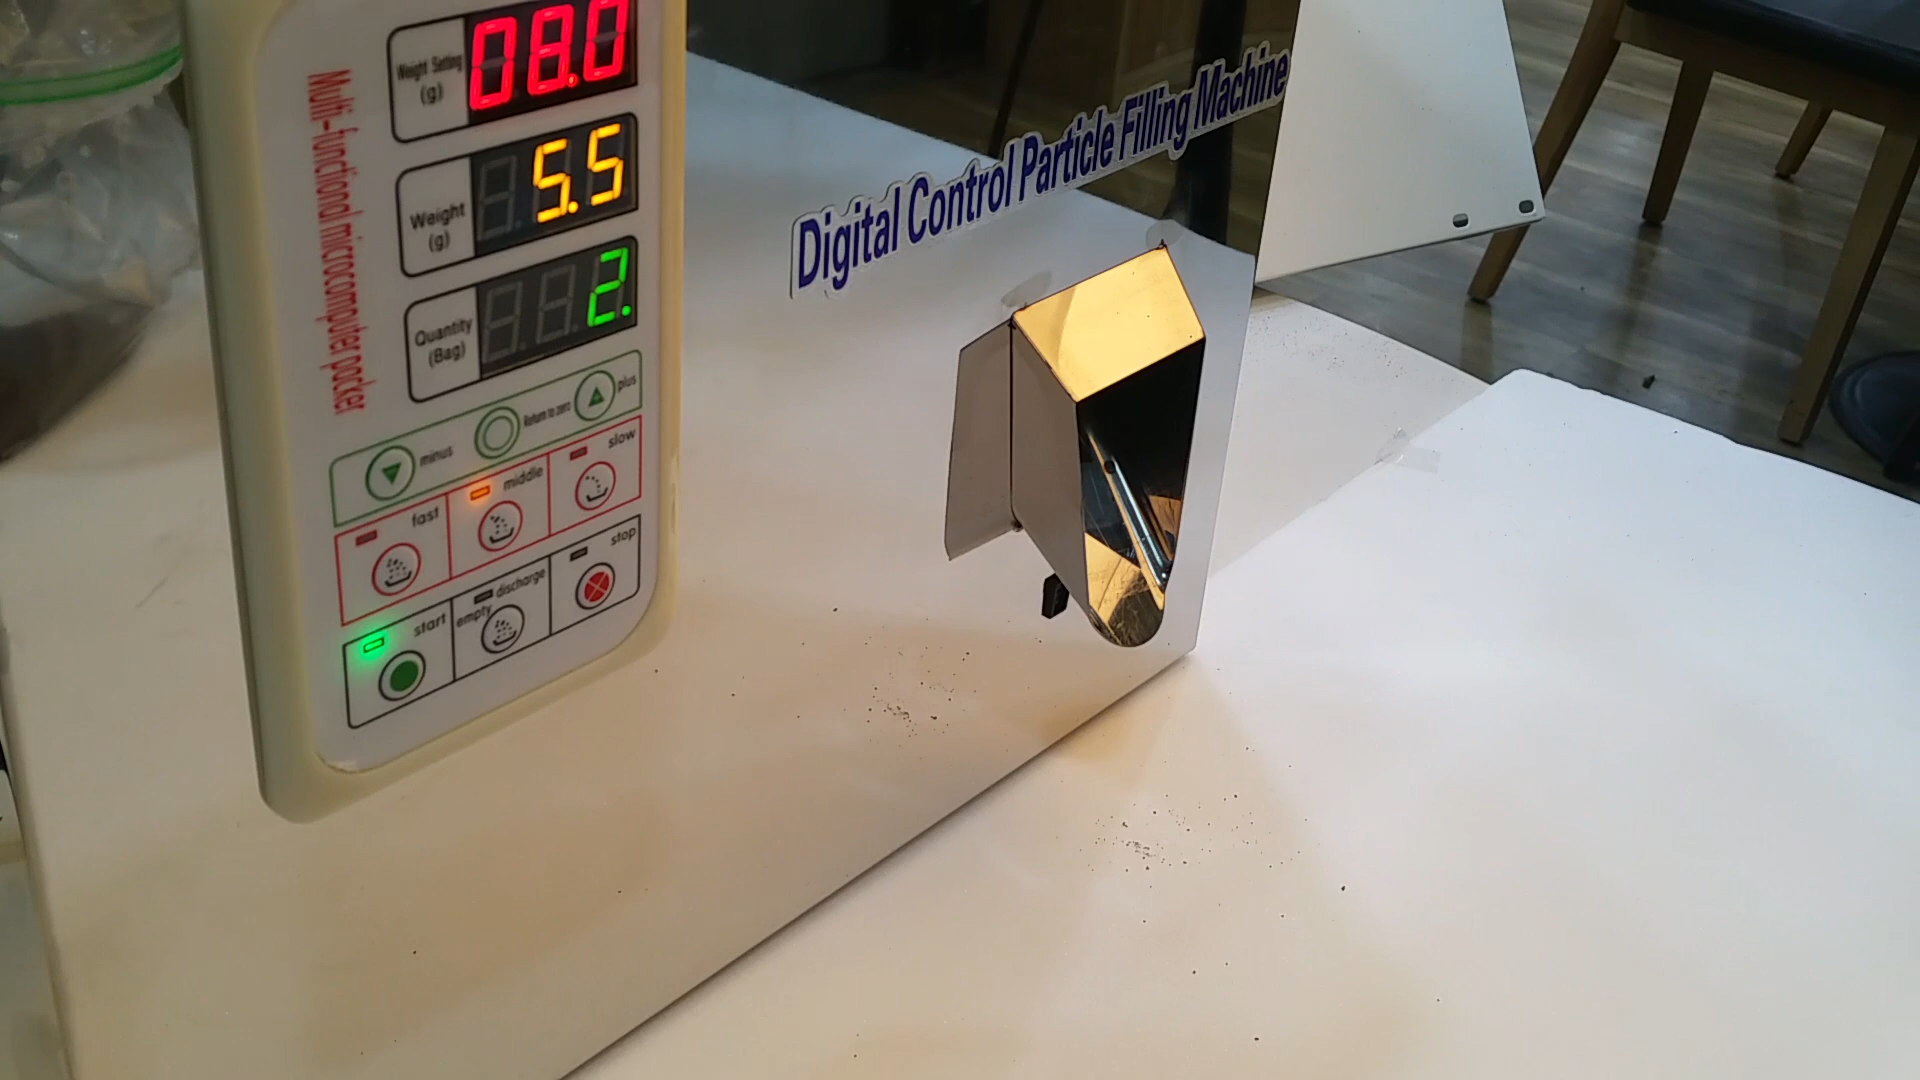 Multi-functional microcomputer packer
Weight Setting
(g)
08.0
Weight
(g)
5.5
Quantity
(Bag)
2.
minus
Return to zero
plus
fast
middle
slow
start
empty discharge
stop
Digital Control Particle Filling Machine